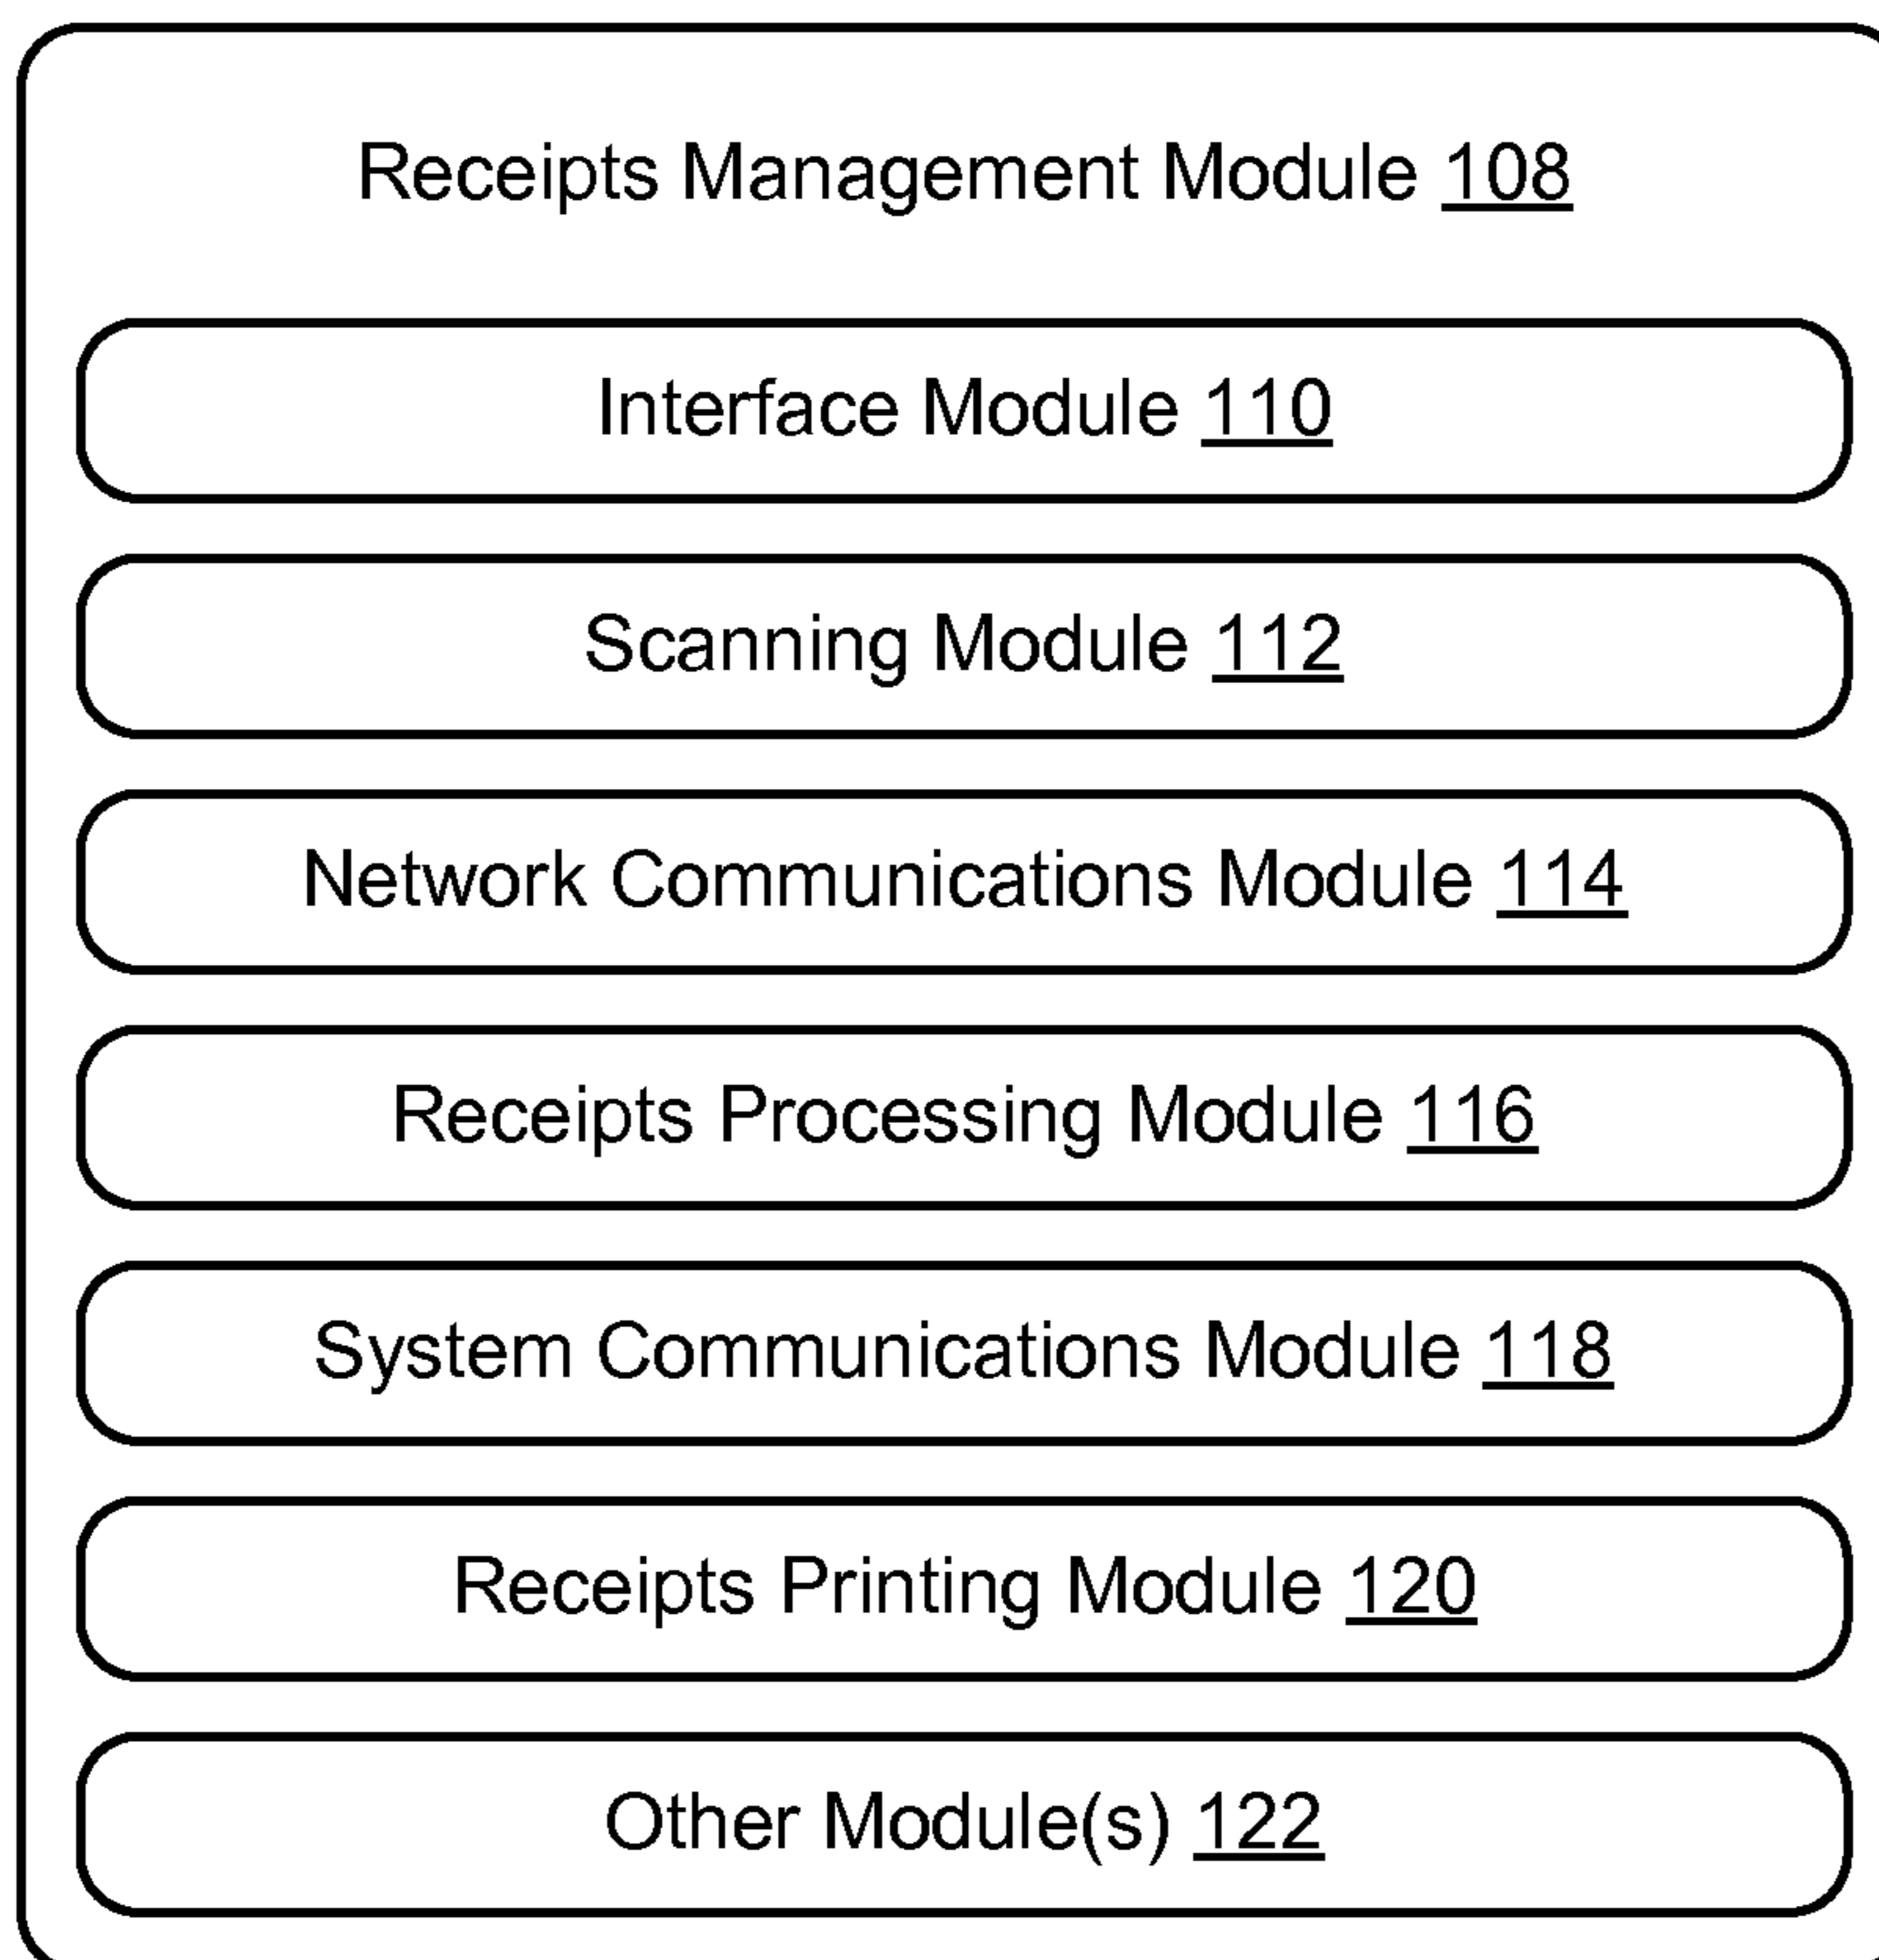 Receipts Management Module 108
Interface Module 110
Scanning Module 112
Network Communications Module 114
Receipts Processing Module 116
System Communications Module 118
Receipts Printing Module 120
Other Module(s) 122